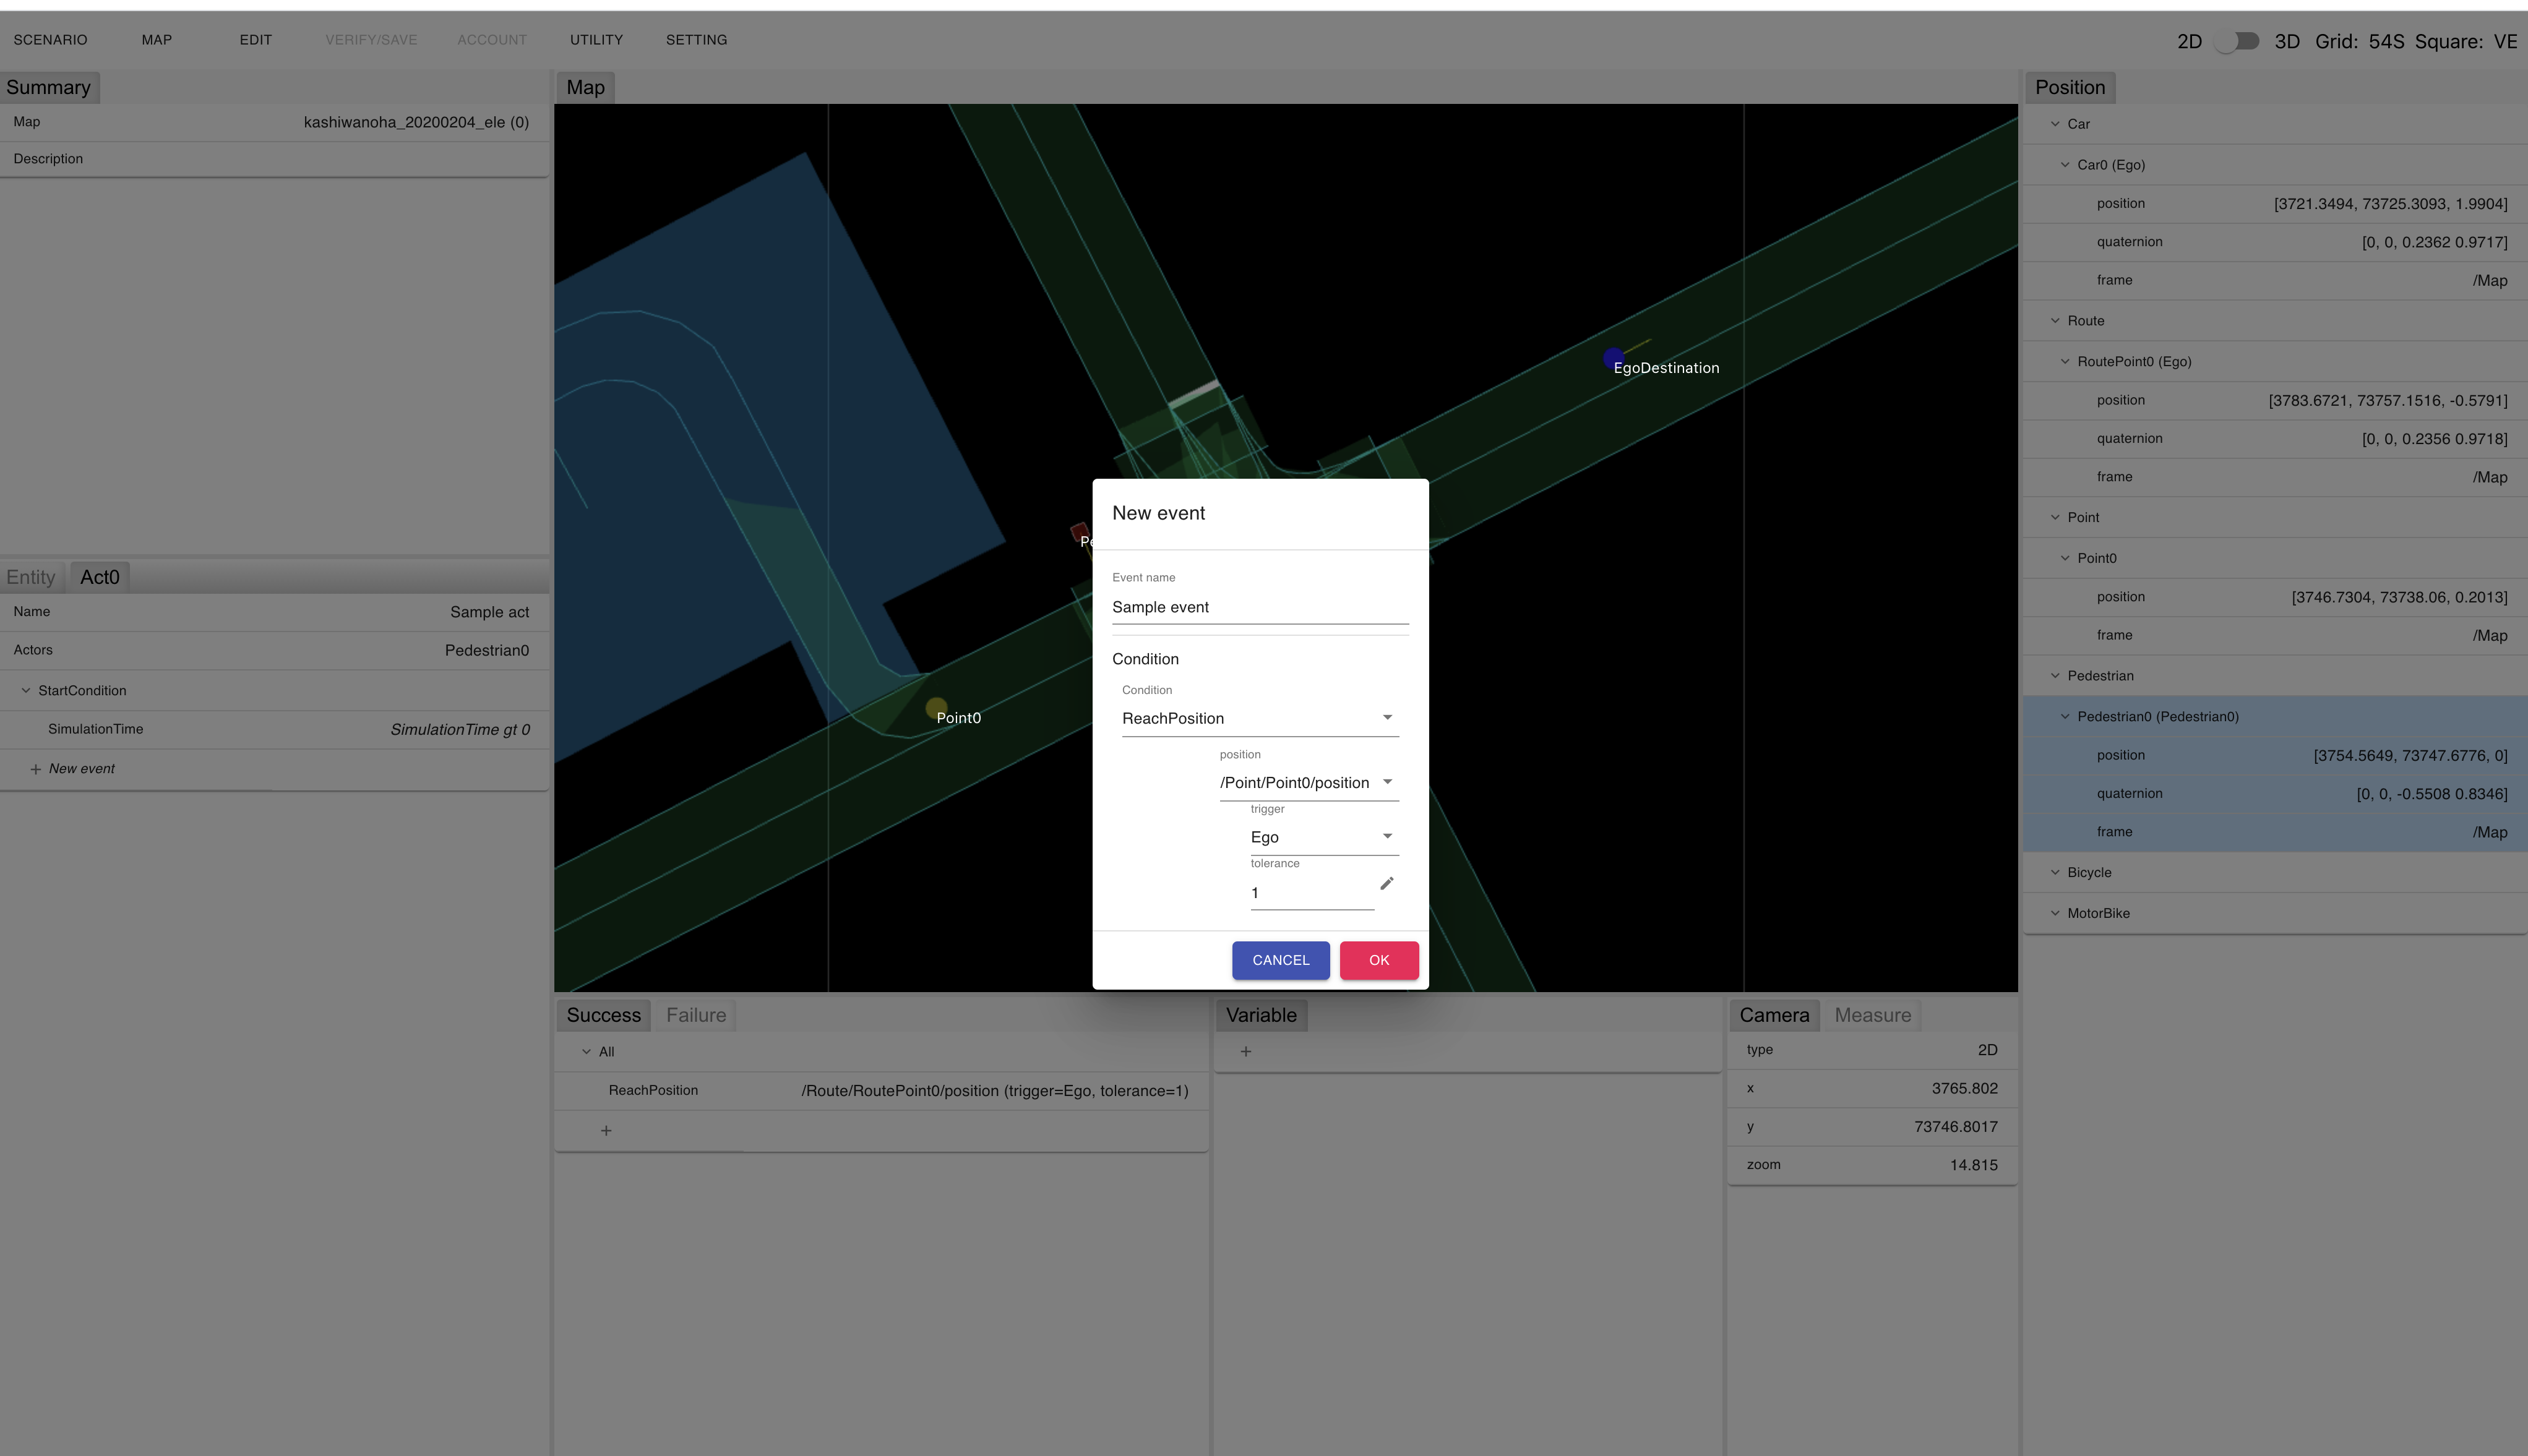 SCENARIO MAP EDIT VERIFY/SAVE ACCOUNT UTILITY SETTING 2D 3D Grid: 54S Square: VE
Summary
Map kashiwanoha_20200204_ele (0)
Description
Entity Act0
Name Sample act
Actors Pedestrian0
StartCondition
SimulationTime SimulationTime gt 0
+ New event
Map
EgoDestination
Pe
Point0
New event
Event name
Sample event
Condition
Condition
ReachPosition
position
/Point/Point0/position
trigger
Ego
tolerance
1
CANCEL OK
Success Failure
All
ReachPosition /Route/RoutePoint0/position (trigger=Ego, tolerance=1)
+
Variable
+
Camera Measure
type 2D
x 3765.802
y 73746.8017
zoom 14.815
Position
Car
Car0 (Ego)
position [3721.3494, 73725.3093, 1.9904]
quaternion [0, 0, 0.2362 0.9717]
frame /Map
Route
RoutePoint0 (Ego)
position [3783.6721, 73757.1516, -0.5791]
quaternion [0, 0, 0.2356 0.9718]
frame /Map
Point
Point0
position [3746.7304, 73738.06, 0.2013]
frame /Map
Pedestrian
Pedestrian0 (Pedestrian0)
position [3754.5649, 73747.6776, 0]
quaternion [0, 0, -0.5508 0.8346]
frame /Map
Bicycle
MotorBike